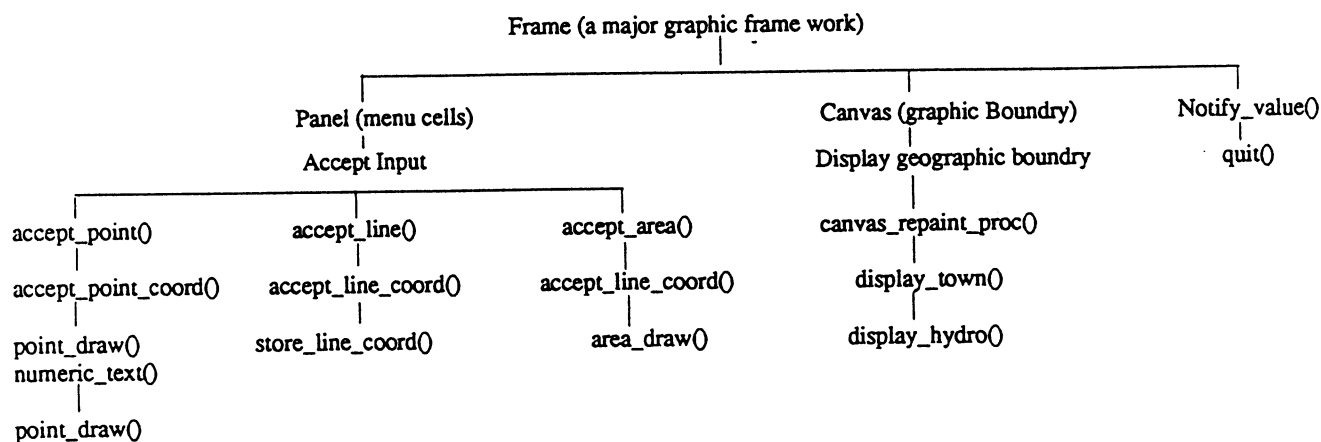 Frame (a major graphic frame work)
Panel (menu cells)
Canvas (graphic Boundry)
Notify_value()
Accept Input
Display geographic boundry
quit()
accept_point()
accept_line()
accept_area()
canvas_repaint_proc()
accept_point_coord()
accept_line_coord()
accept_line_coord()
display_town()
point_draw()
store_line_coord()
area_draw()
display_hydro()
numeric_text()
point_draw()